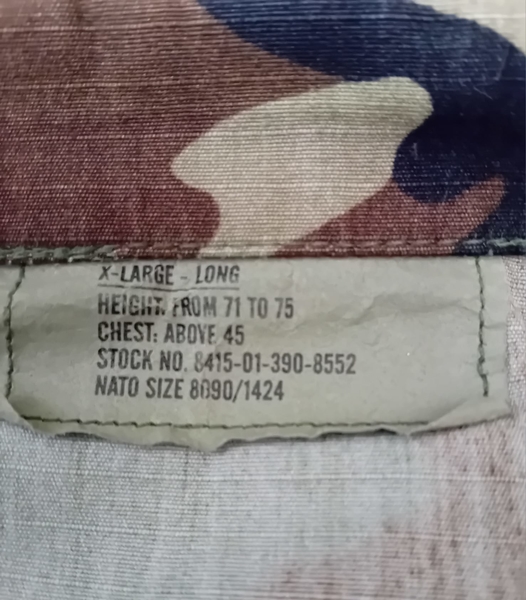 X-LARGE - LONG
HEIGHT: FROM 71 TO 75
CHEST: ABOVE 45
STOCK NO. 8415-01-390-8552
NATO SIZE 8090/1424